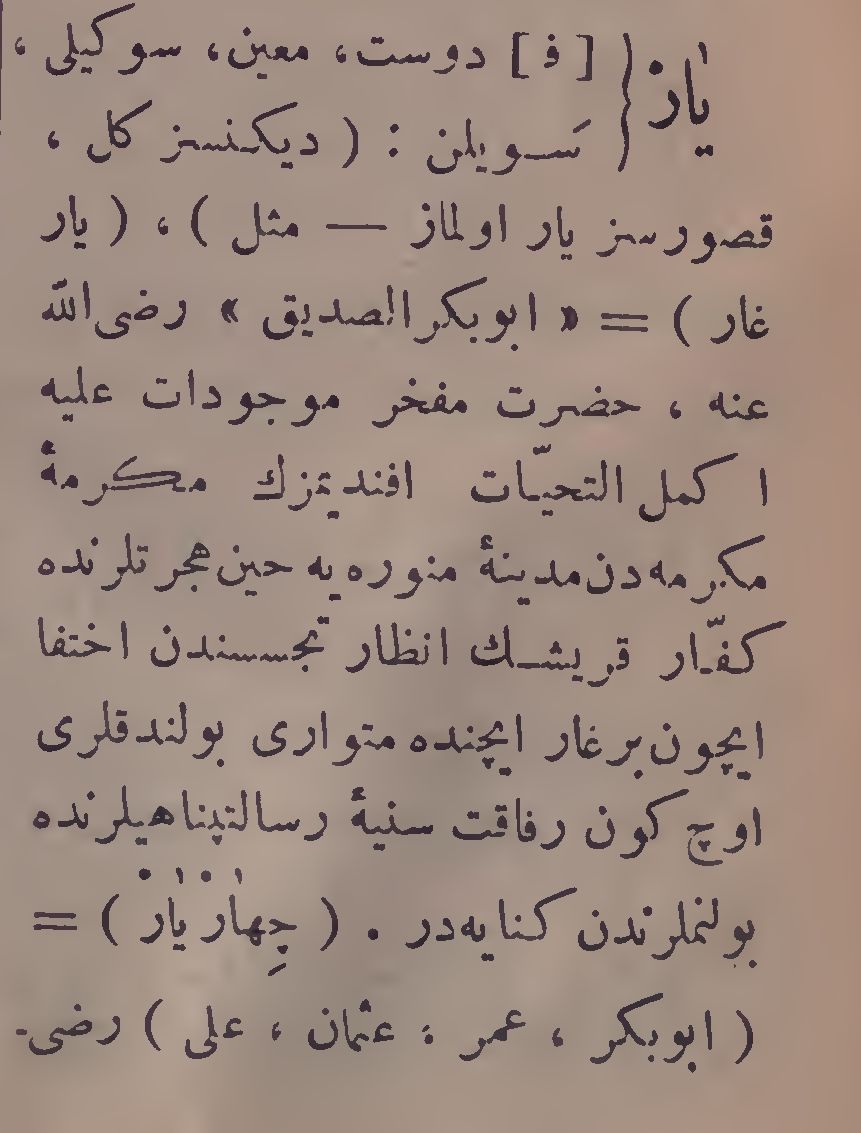 یار } [ ف ] دوست، معین، سوکیلی ،
سَویلن : ( دیکنسز کل ،
قصورسز یار اولماز — مثل ) ، ( یار
غار ) = « ابوبکر الصدیق » رضی الله
عنه ، حضرت مفخر موجودات علیه
اکمل التحیّات افندیمزك مکرمهٔ
مکرمه‌دن مدینهٔ منوره‌یه حین هجرتلرنده
کفّار قریشك انظار تجسسندن اختفا
ایچون بر غار ایچنده متواری بولندقلری
اوچ کون رفاقت سنیهٔ رسالتپناهیلرنده
بولنملرندن کنایه‌در . ( چِهار یار ) =
( ابوبکر ، عمر ، عثمان ، علی ) رضی-